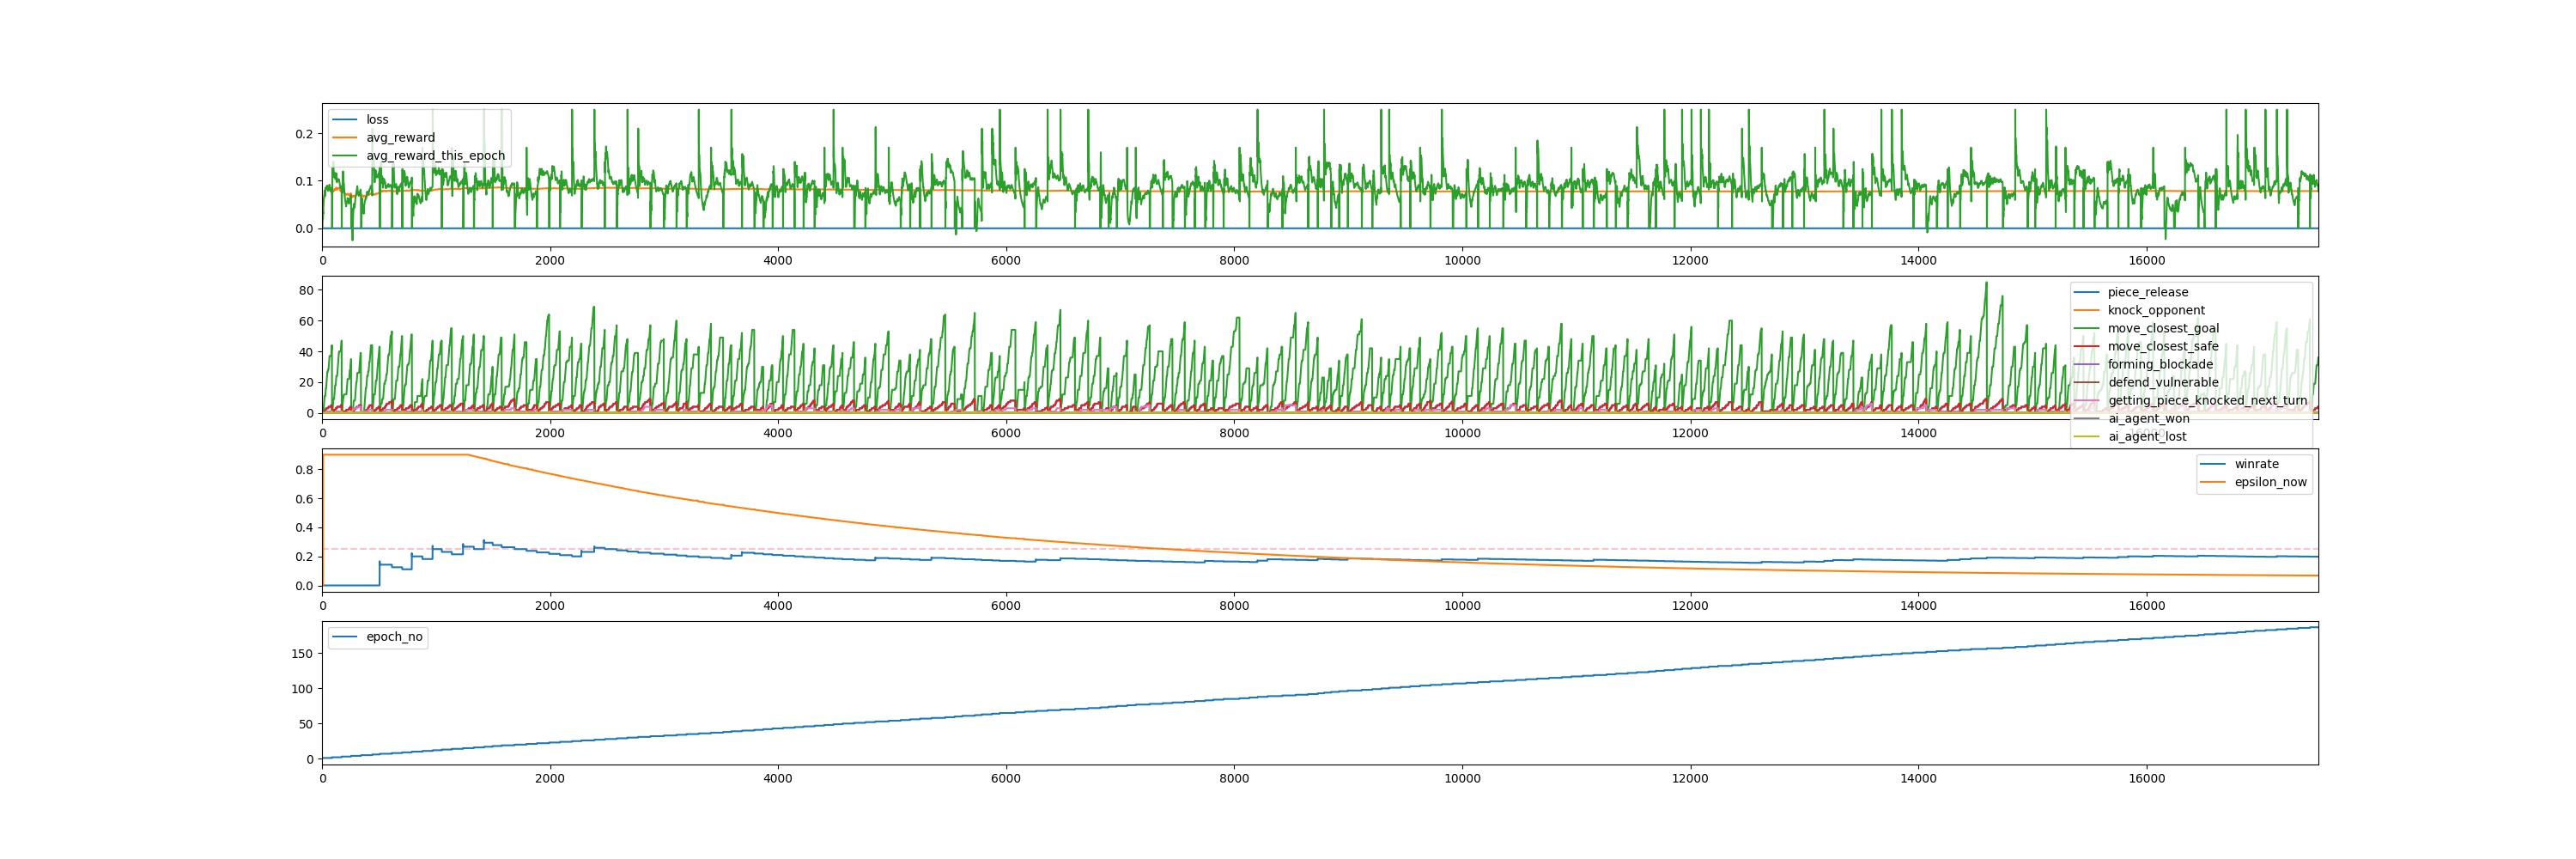 loss
avg_reward
avg_reward_this_epoch
0.2
0.1
0.0
0 2000 4000 6000 8000 10000 12000 14000 16000
piece_release
knock_opponent
move_closest_goal
move_closest_safe
forming_blockade
defend_vulnerable
getting_piece_knocked_next_turn
ai_agent_won
ai_agent_lost
80
60
40
20
0
0 2000 4000 6000 8000 10000 12000 14000 16000
winrate
epsilon_now
0.8
0.6
0.4
0.2
0.0
0 2000 4000 6000 8000 10000 12000 14000 16000
epoch_no
150
100
50
0
0 2000 4000 6000 8000 10000 12000 14000 16000